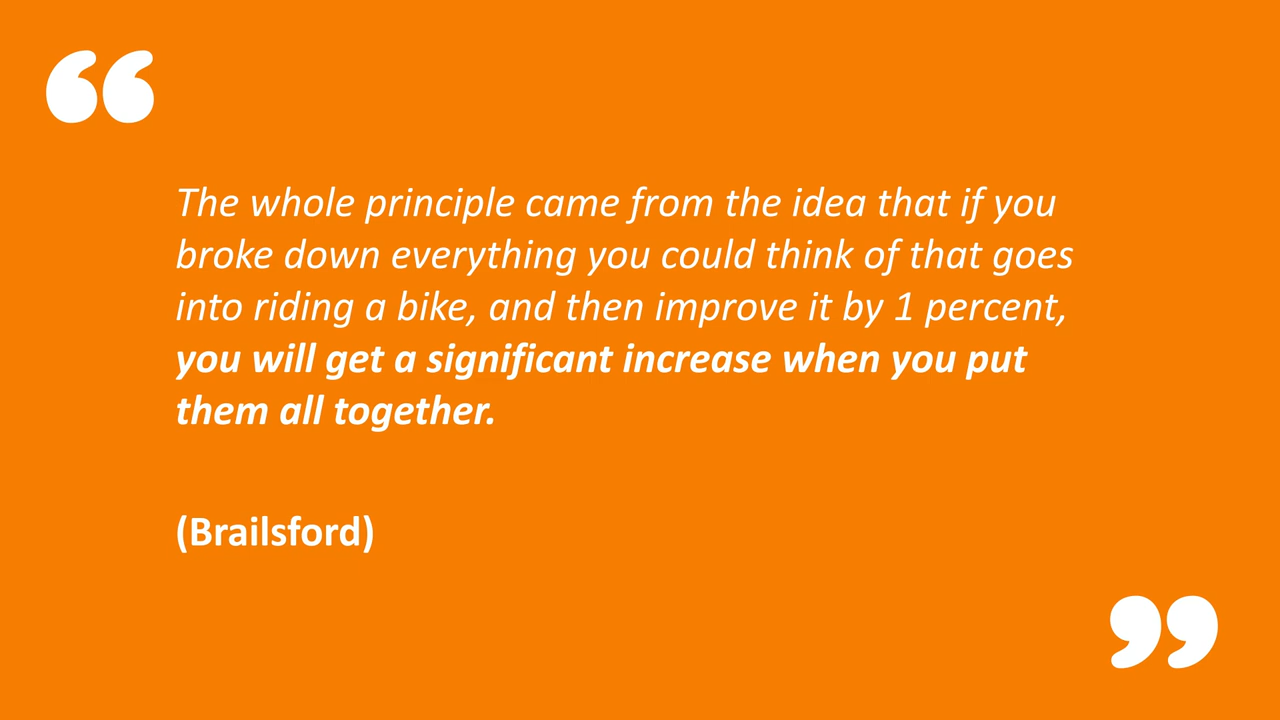 “
The whole principle came from the idea that if you
broke down everything you could think of that goes
into riding a bike, and then improve it by 1 percent,
you will get a significant increase when you put
them all together.
(Brailsford)
”